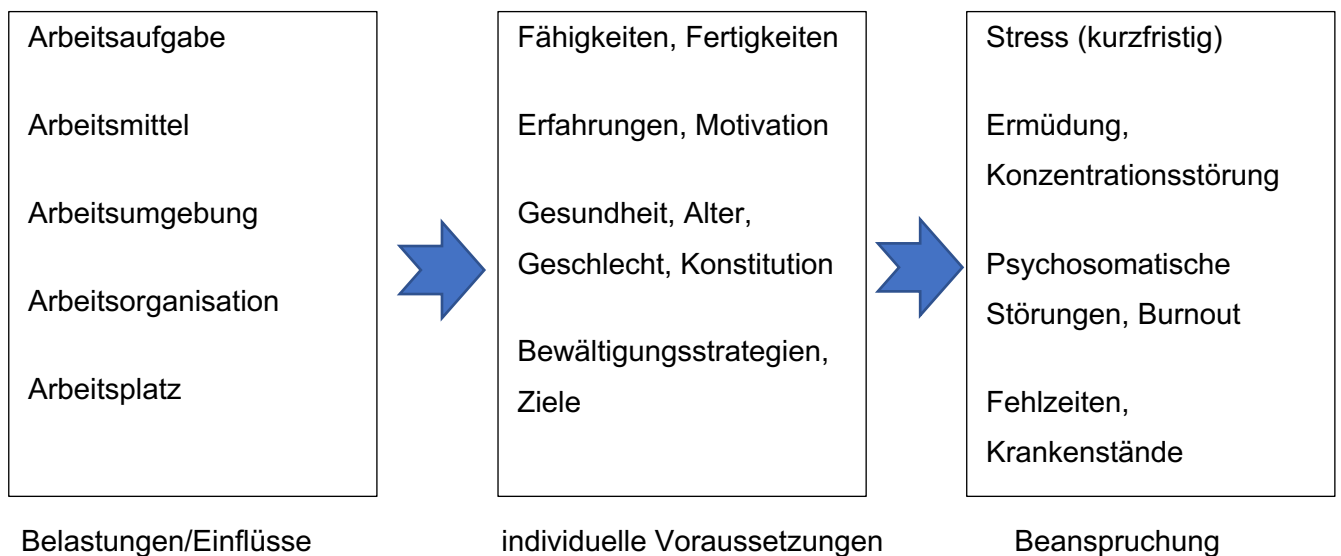 Arbeitsaufgabe
Arbeitsmittel
Arbeitsumgebung
Arbeitsorganisation
Arbeitsplatz
Belastungen/Einflüsse
Fähigkeiten, Fertigkeiten
Erfahrungen, Motivation
Gesundheit, Alter,
Geschlecht, Konstitution
Bewältigungsstrategien,
Ziele
individuelle Voraussetzungen
Stress (kurzfristig)
Ermüdung,
Konzentrationsstörung
Psychosomatische
Störungen, Burnout
Fehlzeiten,
Krankenstände
Beanspruchung